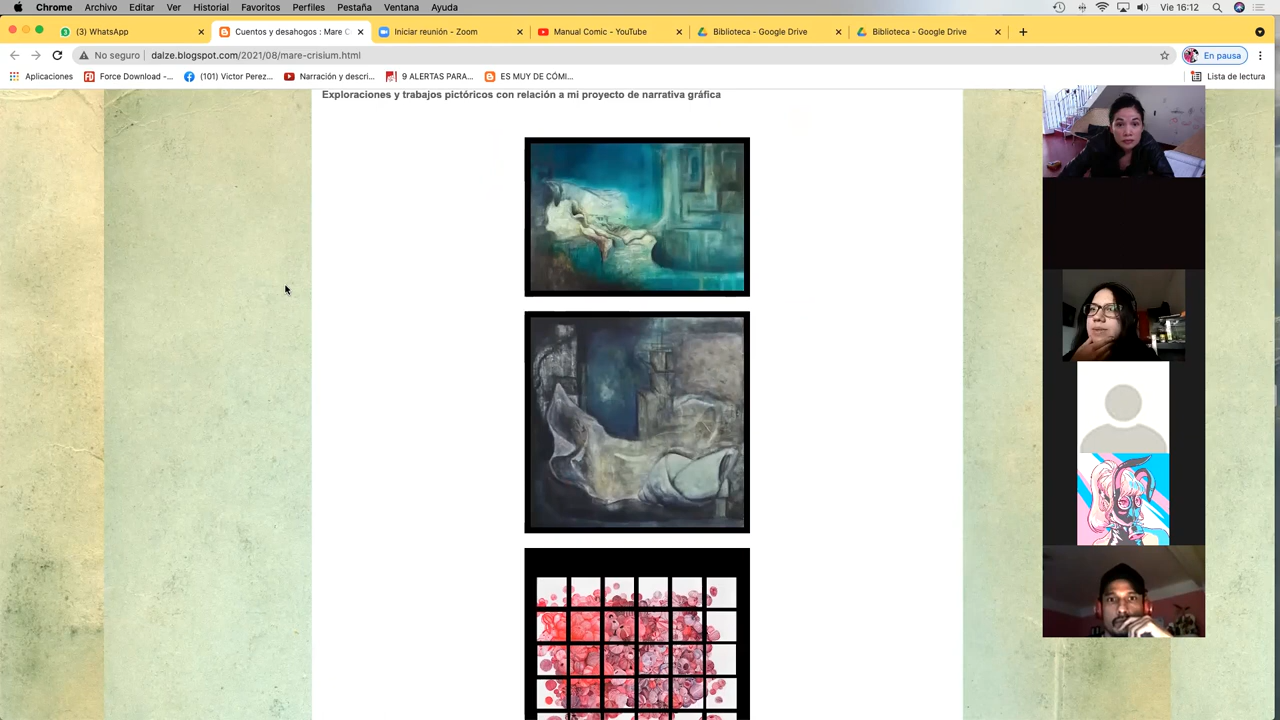 Chrome Archivo Editar Ver Historial Favoritos Perfiles Pestaña Ventana Ayuda Vie 16:12
(3) WhatsApp Cuentos y desahogos : Mare C Iniciar reunión - Zoom Manual Comic - YouTube Biblioteca - Google Drive Biblioteca - Google Drive
No seguro dalze.blogspot.com/2021/08/mare-crisium.html En pausa
Aplicaciones Force Download -... (101) Victor Perez... Narración y descri... 9 ALERTAS PARA... ES MUY DE CÓMI... Lista de lectura
Exploraciones y trabajos pictóricos con relación a mi proyecto de narrativa gráfica